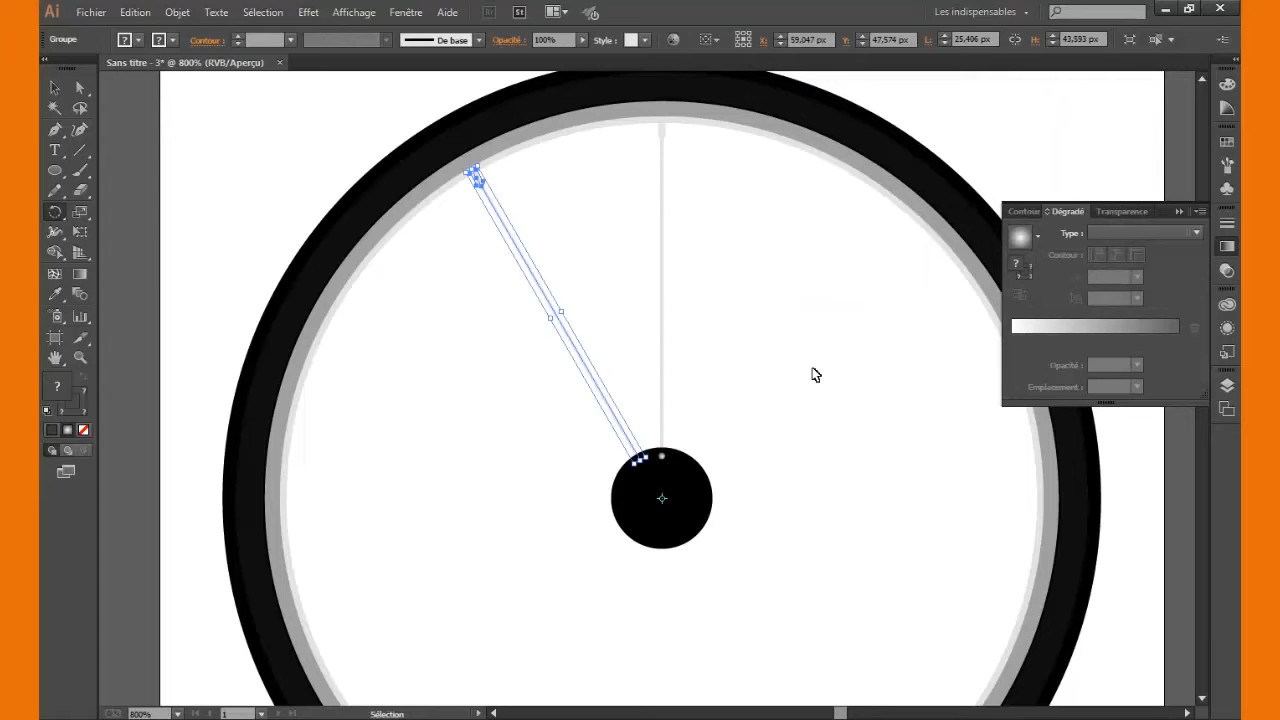 Ai Fichier Edition Objet Texte Sélection Effet Affichage Fenêtre Aide Br St Les indispensables
Groupe ? ? Contour : De base Opacité : 100% Style : X : 59,047 px Y : 47,574 px L : 25,406 px H : 43,593 px
Sans titre - 3* @ 800% (RVB/Aperçu) ×
Contour Dégradé Transparence
Type :
Contour :
?
Opacité :
Emplacement :
?
?
? ?
800% 1 Sélection